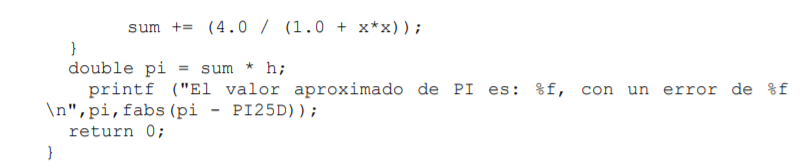 sum += (4.0 / (1.0 + x*x));
}
double pi = sum * h;
printf ("El valor aproximado de PI es: %f, con un error de %f
\n",pi,fabs(pi - PI25D));
return 0;
}